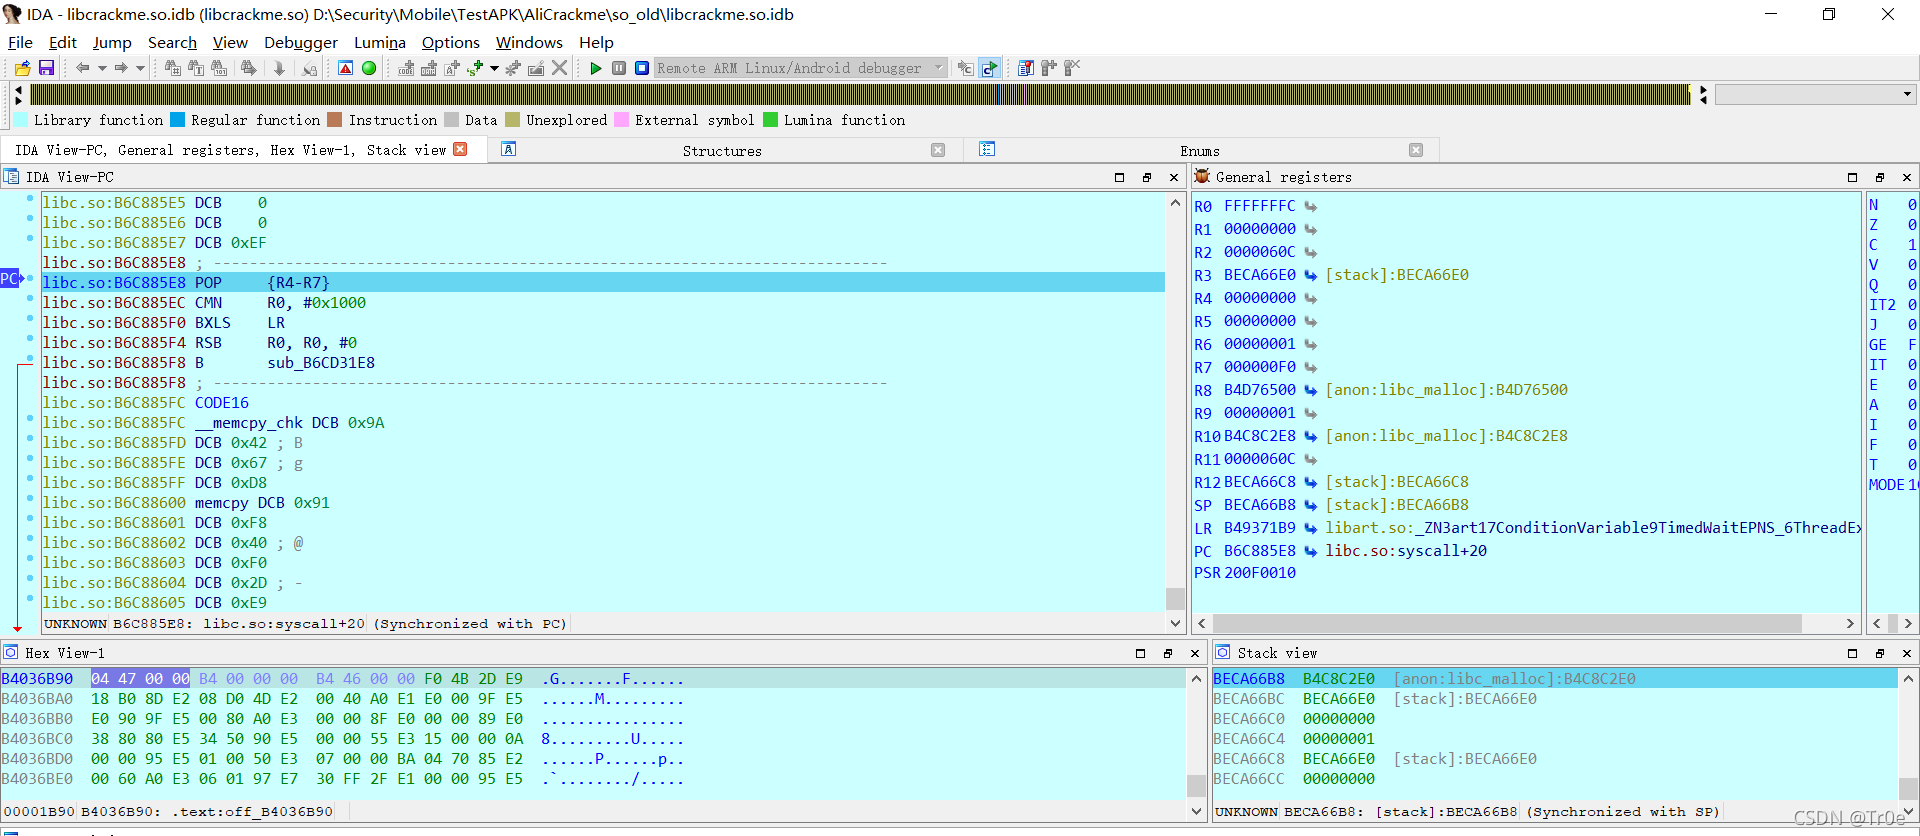 IDA - libcrackme.so.idb (libcrackme.so) D:\Security\Mobile\TestAPK\AliCrackme\so_old\libcrackme.so.idb
File Edit Jump Search View Debugger Lumina Options Windows Help
Remote ARM Linux/Android debugger
Library function Regular function Instruction Data Unexplored External symbol Lumina function
IDA View-PC, General registers, Hex View-1, Stack view Structures Enums
IDA View-PC
libc.so:B6C885E5 DCB 0
libc.so:B6C885E6 DCB 0
libc.so:B6C885E7 DCB 0xEF
libc.so:B6C885E8 ; ---------------------------------------------------------------------------
PC libc.so:B6C885E8 POP {R4-R7}
libc.so:B6C885EC CMN R0, #0x1000
libc.so:B6C885F0 BXLS LR
libc.so:B6C885F4 RSB R0, R0, #0
libc.so:B6C885F8 B sub_B6CD31E8
libc.so:B6C885F8 ; ---------------------------------------------------------------------------
libc.so:B6C885FC CODE16
libc.so:B6C885FC __memcpy_chk DCB 0x9A
libc.so:B6C885FD DCB 0x42 ; B
libc.so:B6C885FE DCB 0x67 ; g
libc.so:B6C885FF DCB 0xD8
libc.so:B6C88600 memcpy DCB 0x91
libc.so:B6C88601 DCB 0xF8
libc.so:B6C88602 DCB 0x40 ; @
libc.so:B6C88603 DCB 0xF0
libc.so:B6C88604 DCB 0x2D ; -
libc.so:B6C88605 DCB 0xE9
UNKNOWN B6C885E8: libc.so:syscall+20 (Synchronized with PC)
General registers
R0 FFFFFFFC
R1 00000000
R2 0000060C
R3 BECA66E0 [stack]:BECA66E0
R4 00000000
R5 00000000
R6 00000001
R7 000000F0
R8 B4D76500 [anon:libc_malloc]:B4D76500
R9 00000001
R10 B4C8C2E8 [anon:libc_malloc]:B4C8C2E8
R11 0000060C
R12 BECA66C8 [stack]:BECA66C8
SP BECA66B8 [stack]:BECA66B8
LR B49371B9 libart.so:_ZN3art17ConditionVariable9TimedWaitEPNS_6ThreadEx
PC B6C885E8 libc.so:syscall+20
PSR 200F0010
N 0
Z 0
C 1
V 0
Q 0
IT2 0
J 0
GE F
IT 0
E 0
A 0
I 0
F 0
T 0
MODE 1
Hex View-1
B4036B90 04 47 00 00 B4 00 00 00 B4 46 00 00 F0 4B 2D E9 .G.......F......
B4036BA0 18 B0 8D E2 08 D0 4D E2 00 40 A0 E1 E0 00 9F E5 ......M.........
B4036BB0 E0 90 9F E5 00 80 A0 E3 00 00 8F E0 00 00 89 E0 ................
B4036BC0 38 80 80 E5 34 50 90 E5 00 00 55 E3 15 00 00 0A 8.........U.....
B4036BD0 00 00 95 E5 01 00 50 E3 07 00 00 BA 04 70 85 E2 ......P......p..
B4036BE0 00 60 A0 E3 06 01 97 E7 30 FF 2F E1 00 00 95 E5 .`......../.....
00001B90 B4036B90: .text:off_B4036B90
Stack view
BECA66B8 B4C8C2E0 [anon:libc_malloc]:B4C8C2E0
BECA66BC BECA66E0 [stack]:BECA66E0
BECA66C0 00000000
BECA66C4 00000001
BECA66C8 BECA66E0 [stack]:BECA66E0
BECA66CC 00000000
UNKNOWN BECA66B8: [stack]:BECA66B8 (Synchronized with SP)
CSDN @Tr0e